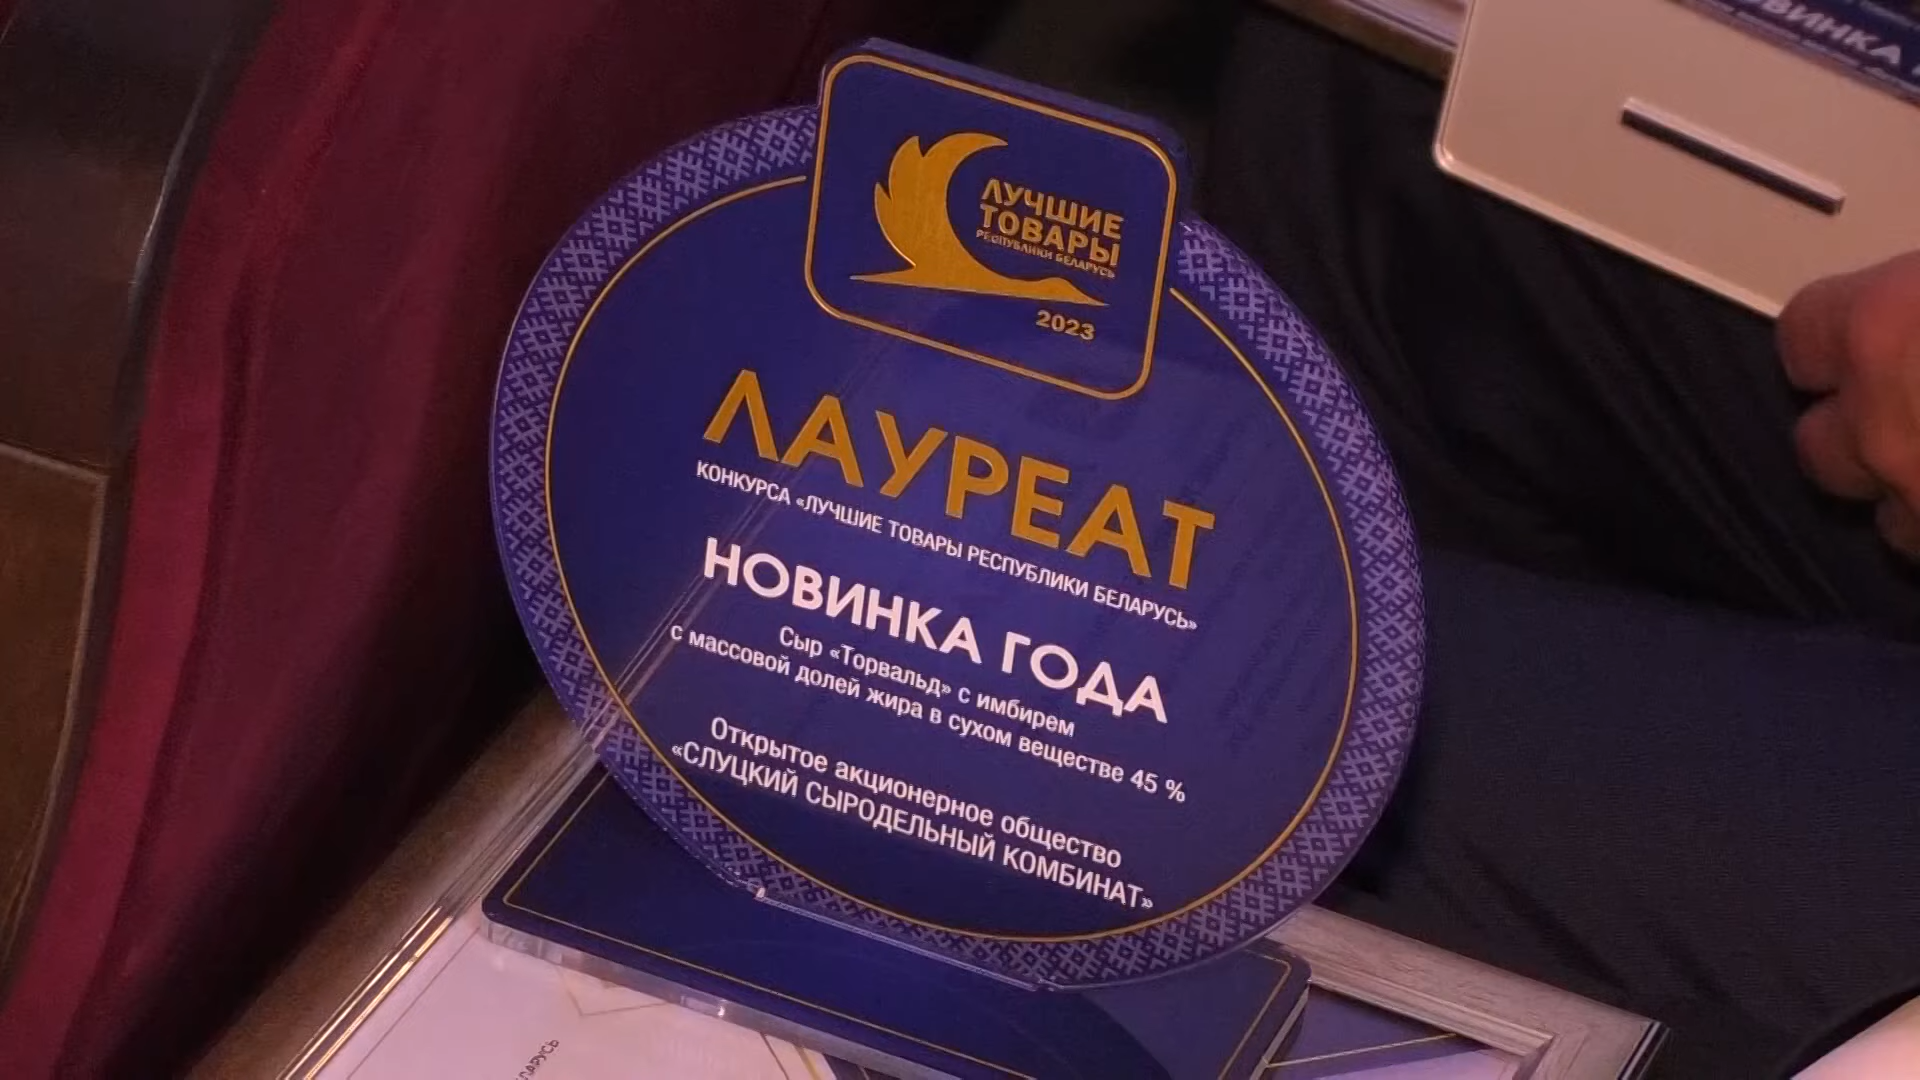 ЛУЧШИЕ
ТОВАРЫ
РЕСПУБЛИКИ БЕЛАРУСЬ
2023
ЛАУРЕАТ
КОНКУРСА «ЛУЧШИЕ ТОВАРЫ РЕСПУБЛИКИ БЕЛАРУСЬ»
НОВИНКА ГОДА
Сыр «Торвальд» с имбирем
с массовой долей жира в сухом веществе 45 %
Открытое акционерное общество
«СЛУЦКИЙ СЫРОДЕЛЬНЫЙ КОМБИНАТ»